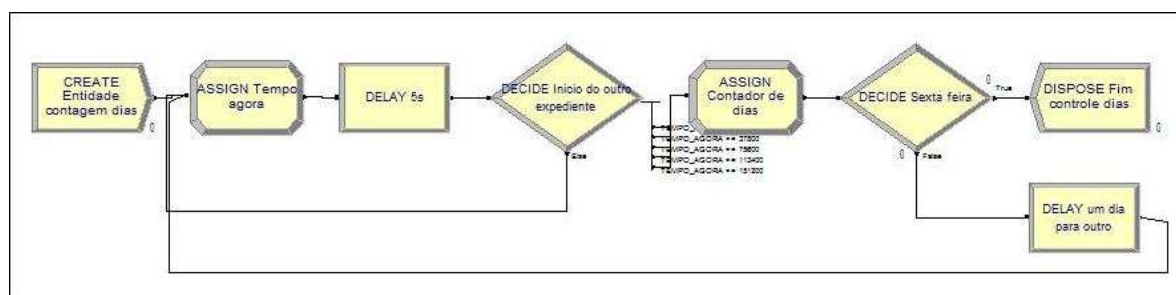 CREATE
Entidade
contagem dias
0
ASSIGN Tempo
agora
DELAY 5s
DECIDE Inicio do outro
expediente
Else
TEMPO_AGORA == 37800
TEMPO_AGORA == 75600
TEMPO_AGORA == 113400
TEMPO_AGORA == 151200
ASSIGN
Contador de
dias
DECIDE Sexta feira
0
True
0
False
DISPOSE Fim
controle dias
0
DELAY um dia
para outro